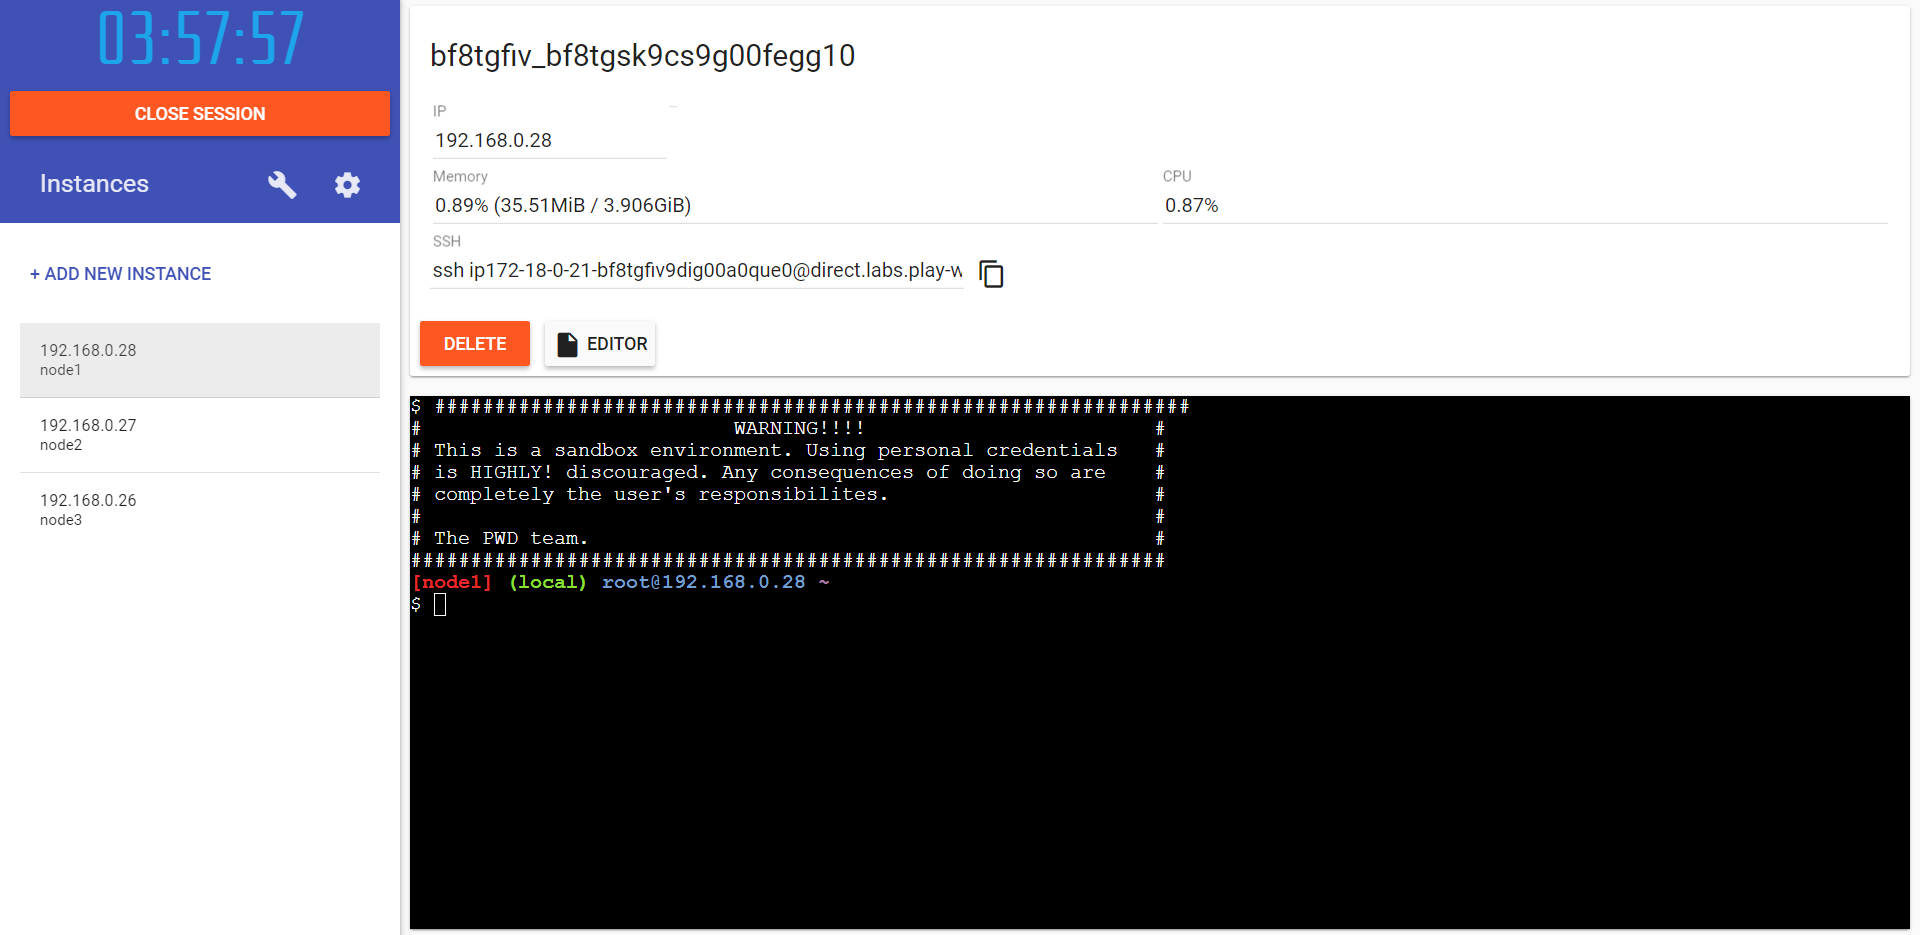 03:57:57
CLOSE SESSION
Instances
+ ADD NEW INSTANCE
192.168.0.28
node1
192.168.0.27
node2
192.168.0.26
node3
bf8tgfiv_bf8tgsk9cs9g00fegg10
IP
192.168.0.28
Memory
0.89% (35.51MiB / 3.906GiB)
CPU
0.87%
SSH
ssh ip172-18-0-21-bf8tgfiv9dig00a0que0@direct.labs.play-w
DELETE
EDITOR
$ ###############################################################
#                          WARNING!!!!                        #
# This is a sandbox environment. Using personal credentials   #
# is HIGHLY! discouraged. Any consequences of doing so are    #
# completely the user's responsibilites.                      #
#                                                             #
# The PWD team.                                               #
###############################################################
[node1] (local) root@192.168.0.28 ~
$